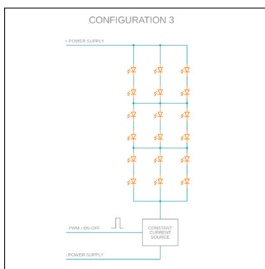 CONFIGURATION 3
+ POWER SUPPLY
PWM / ON-OFF
CONSTANT
CURRENT
SOURCE
- POWER SUPPLY